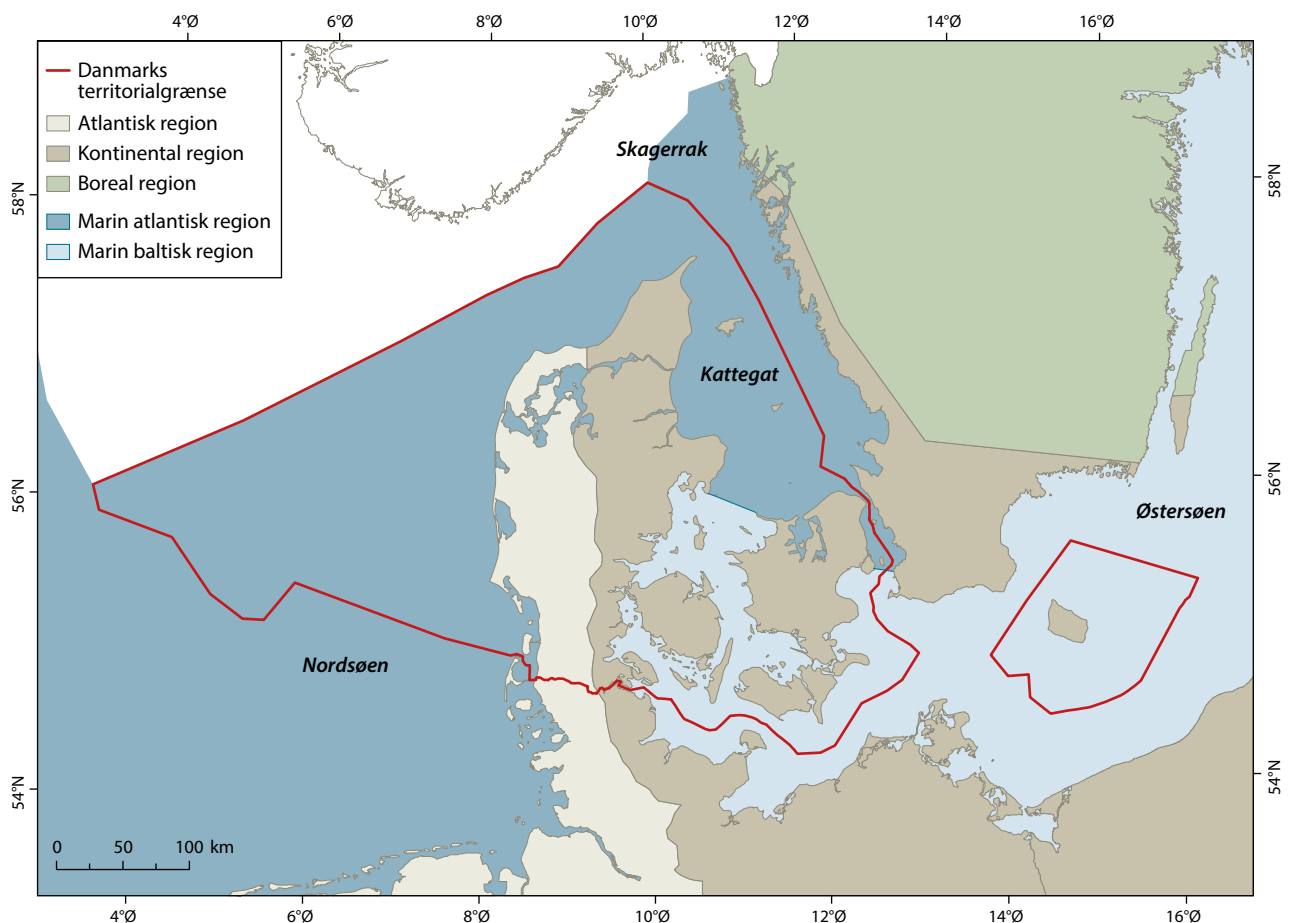 4°Ø 6°Ø 8°Ø 10°Ø 12°Ø 14°Ø 16°Ø
Danmarks
territorialgrænse
Atlantisk region
Kontinental region
Boreal region
Marin atlantisk region
Marin baltisk region
Skagerrak
58°N
58°N
Kattegat
56°N
56°N
Østersøen
Nordsøen
54°N
54°N
0 50 100 km
4°Ø 6°Ø 8°Ø 10°Ø 12°Ø 14°Ø 16°Ø